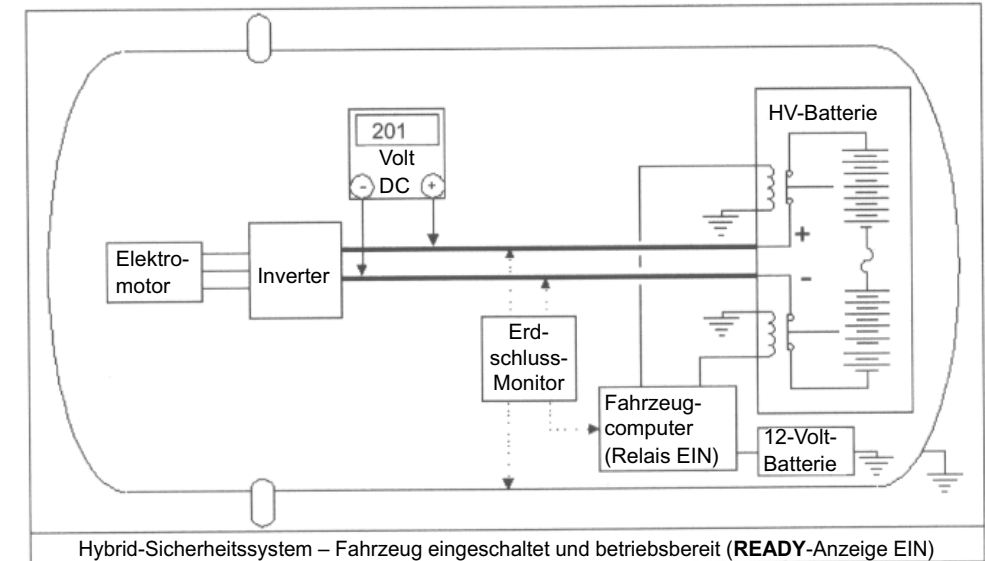 HV-Batterie
201
Volt
- DC +
+
-
Elektro-
motor
Inverter
Erd-
schluss-
Monitor
Fahrzeug-
computer
(Relais EIN)
12-Volt-
Batterie
Hybrid-Sicherheitssystem – Fahrzeug eingeschaltet und betriebsbereit (READY-Anzeige EIN)